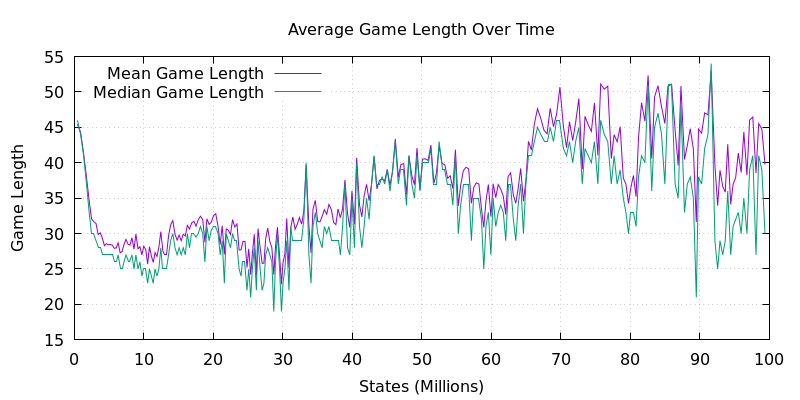 Average Game Length Over Time
Mean Game Length
Median Game Length
Game Length
55
50
45
40
35
30
25
20
15
0 10 20 30 40 50 60 70 80 90 100
States (Millions)